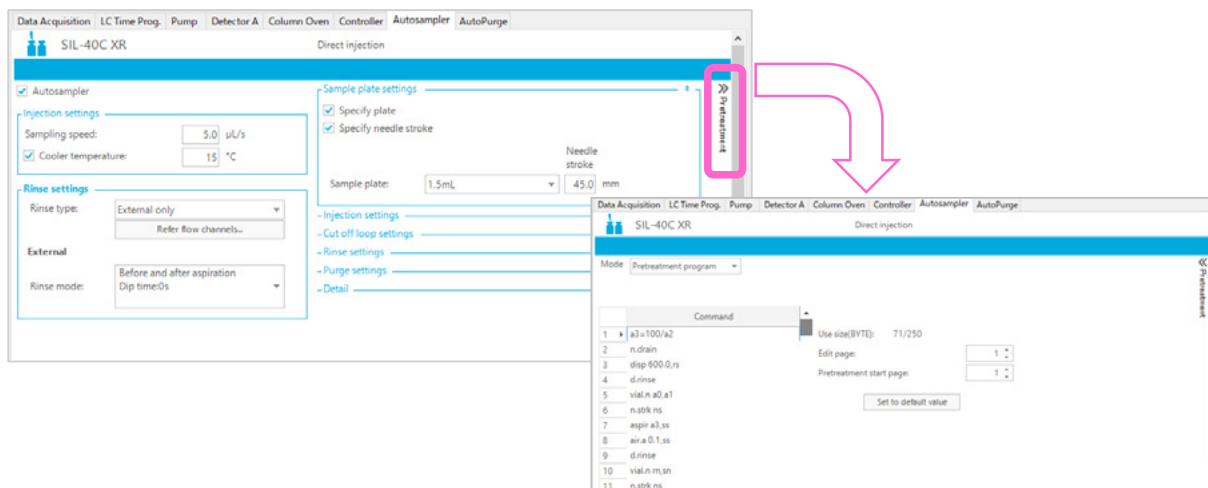 Data Acquisition LC Time Prog. Pump Detector A Column Oven Controller Autosampler AutoPurge
SIL-40C XR Direct injection
Autosampler
Injection settings
Sampling speed: 5.0 µL/s
Cooler temperature: 15 °C
Rinse settings
Rinse type: External only
Refer flow channels...
External
Rinse mode: Before and after aspiration
Dip time:0s
Sample plate settings
Specify plate
Specify needle stroke
Needle
stroke
Sample plate: 1.5mL 45.0 mm
Injection settings
Cut off loop settings
Rinse settings
Purge settings
Detail
Pretreatment
Data Acquisition LC Time Prog. Pump Detector A Column Oven Controller Autosampler AutoPurge
SIL-40C XR Direct injection
Mode Pretreatment program
Pretreatment
Command
1 a3=100/a2
2 n.drain
3 disp 600.0,rs
4 d.rinse
5 vial.n a0,a1
6 n.strk ns
7 aspir a3,ss
8 air.a 0.1,ss
9 d.rinse
10 vial.n rn,sn
11 n.strk ns
Use size(BYTE): 71/250
Edit page: 1
Pretreatment start page: 1
Set to default value